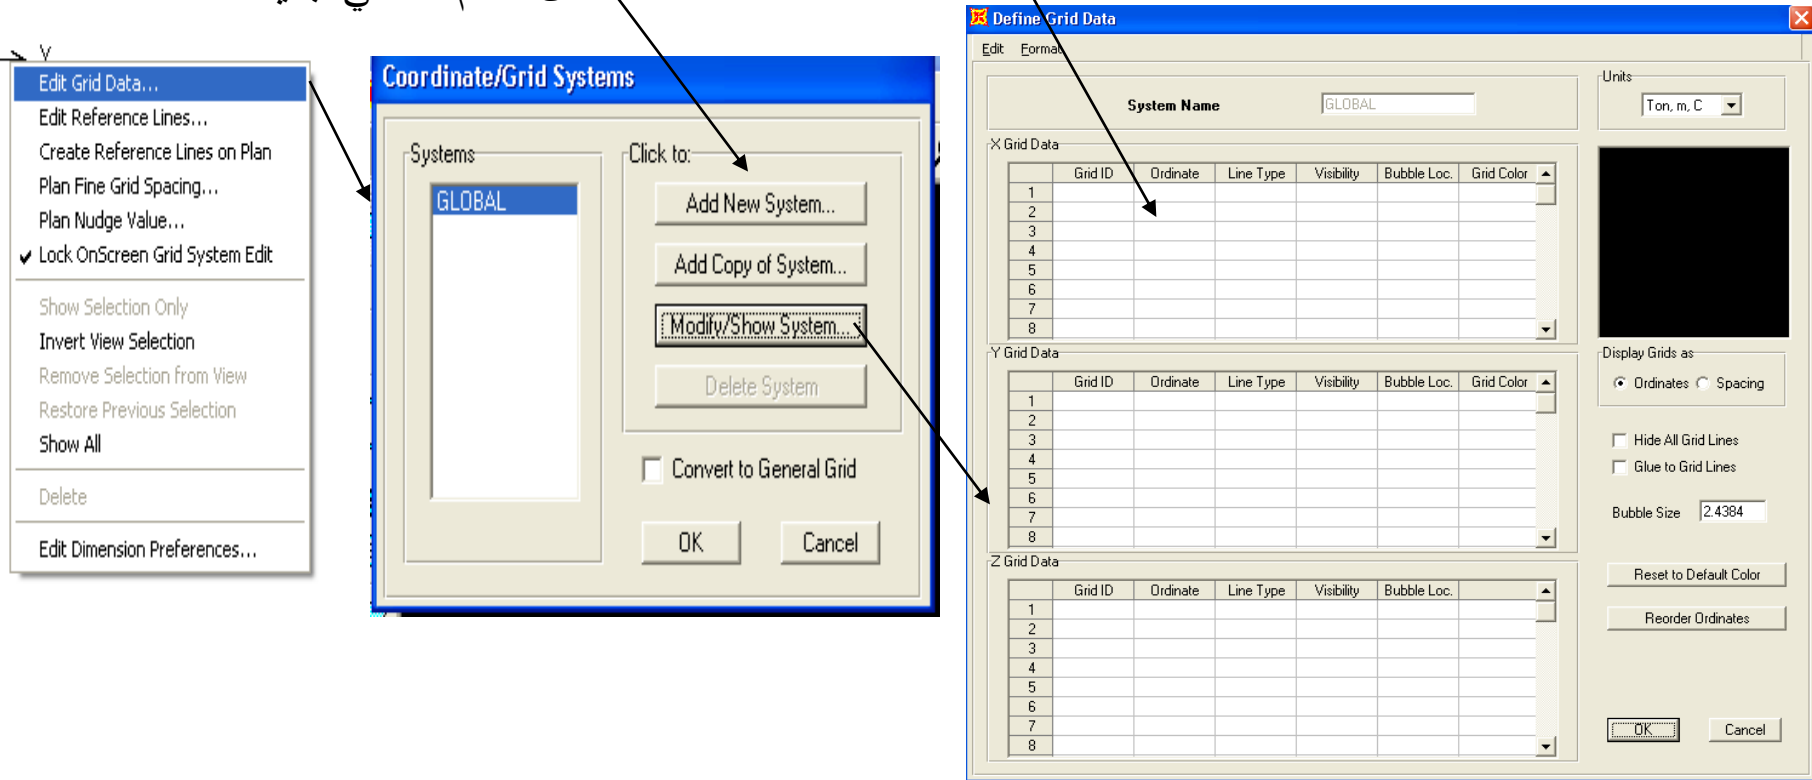 Y
Edit Grid Data...
Edit Reference Lines...
Create Reference Lines on Plan
Plan Fine Grid Spacing...
Plan Nudge Value...
Lock OnScreen Grid System Edit
Show Selection Only
Invert View Selection
Remove Selection from View
Restore Previous Selection
Show All
Delete
Edit Dimension Preferences...
Coordinate/Grid Systems
Systems
GLOBAL
Click to:
Add New System...
Add Copy of System...
Modify/Show System...
Delete System
Convert to General Grid
OK Cancel
Define Grid Data
Edit Format
System Name GLOBAL
Units
Ton, m, C
X Grid Data
Grid ID Ordinate Line Type Visibility Bubble Loc. Grid Color
1
2
3
4
5
6
7
8
Y Grid Data
Grid ID Ordinate Line Type Visibility Bubble Loc. Grid Color
1
2
3
4
5
6
7
8
Z Grid Data
Grid ID Ordinate Line Type Visibility Bubble Loc.
1
2
3
4
5
6
7
8
Display Grids as
Ordinates Spacing
Hide All Grid Lines
Glue to Grid Lines
Bubble Size 2.4384
Reset to Default Color
Reorder Ordinates
OK Cancel